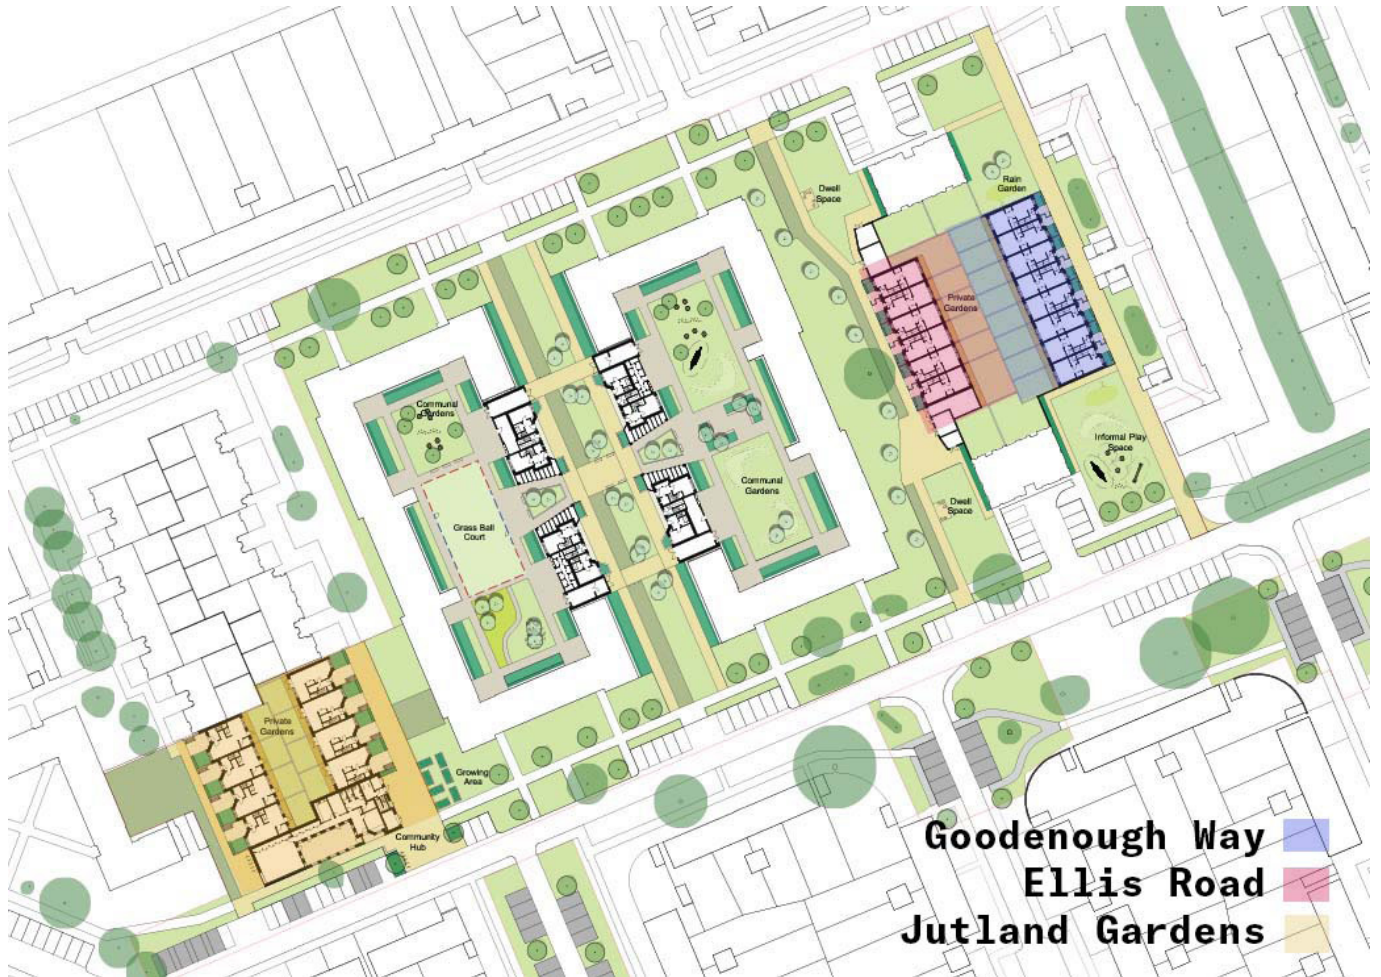 Dwell
Space
Rain
Garden
Private
Gardens
Communal
Gardens
Informal Play
Space
Communal
Gardens
Dwell
Space
Grass Ball
Court
Private
Gardens
Growing
Area
Community
Hub
Goodenough Way
Ellis Road
Jutland Gardens